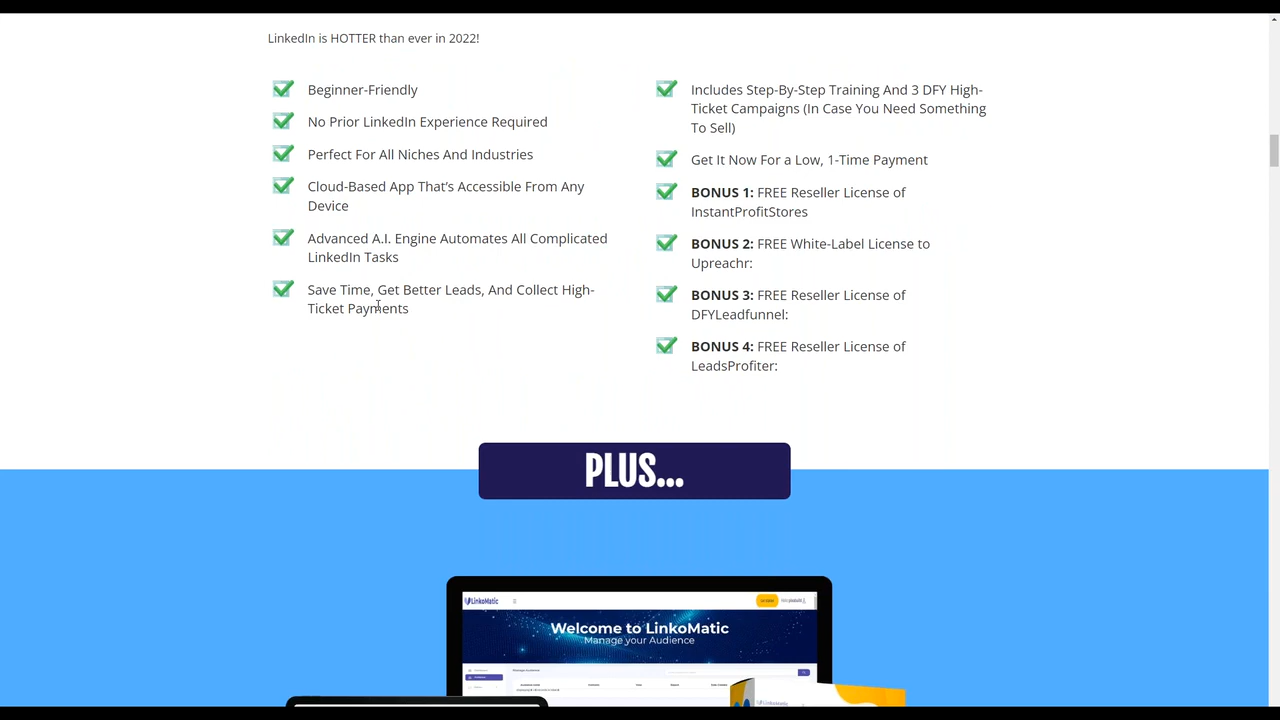 LinkedIn is HOTTER than ever in 2022!
Beginner-Friendly
No Prior LinkedIn Experience Required
Perfect For All Niches And Industries
Cloud-Based App That's Accessible From Any
Device
Advanced A.I. Engine Automates All Complicated
LinkedIn Tasks
Save Time, Get Better Leads, And Collect High-
Ticket Payments
Includes Step-By-Step Training And 3 DFY High-
Ticket Campaigns (In Case You Need Something
To Sell)
Get It Now For a Low, 1-Time Payment
BONUS 1: FREE Reseller License of
InstantProfitStores
BONUS 2: FREE White-Label License to
Upreachr:
BONUS 3: FREE Reseller License of
DFYLeadfunnel:
BONUS 4: FREE Reseller License of
LeadsProfiter:
PLUS...
LinkoMatic
Welcome to LinkoMatic
Manage your Audience
LinkoMatic